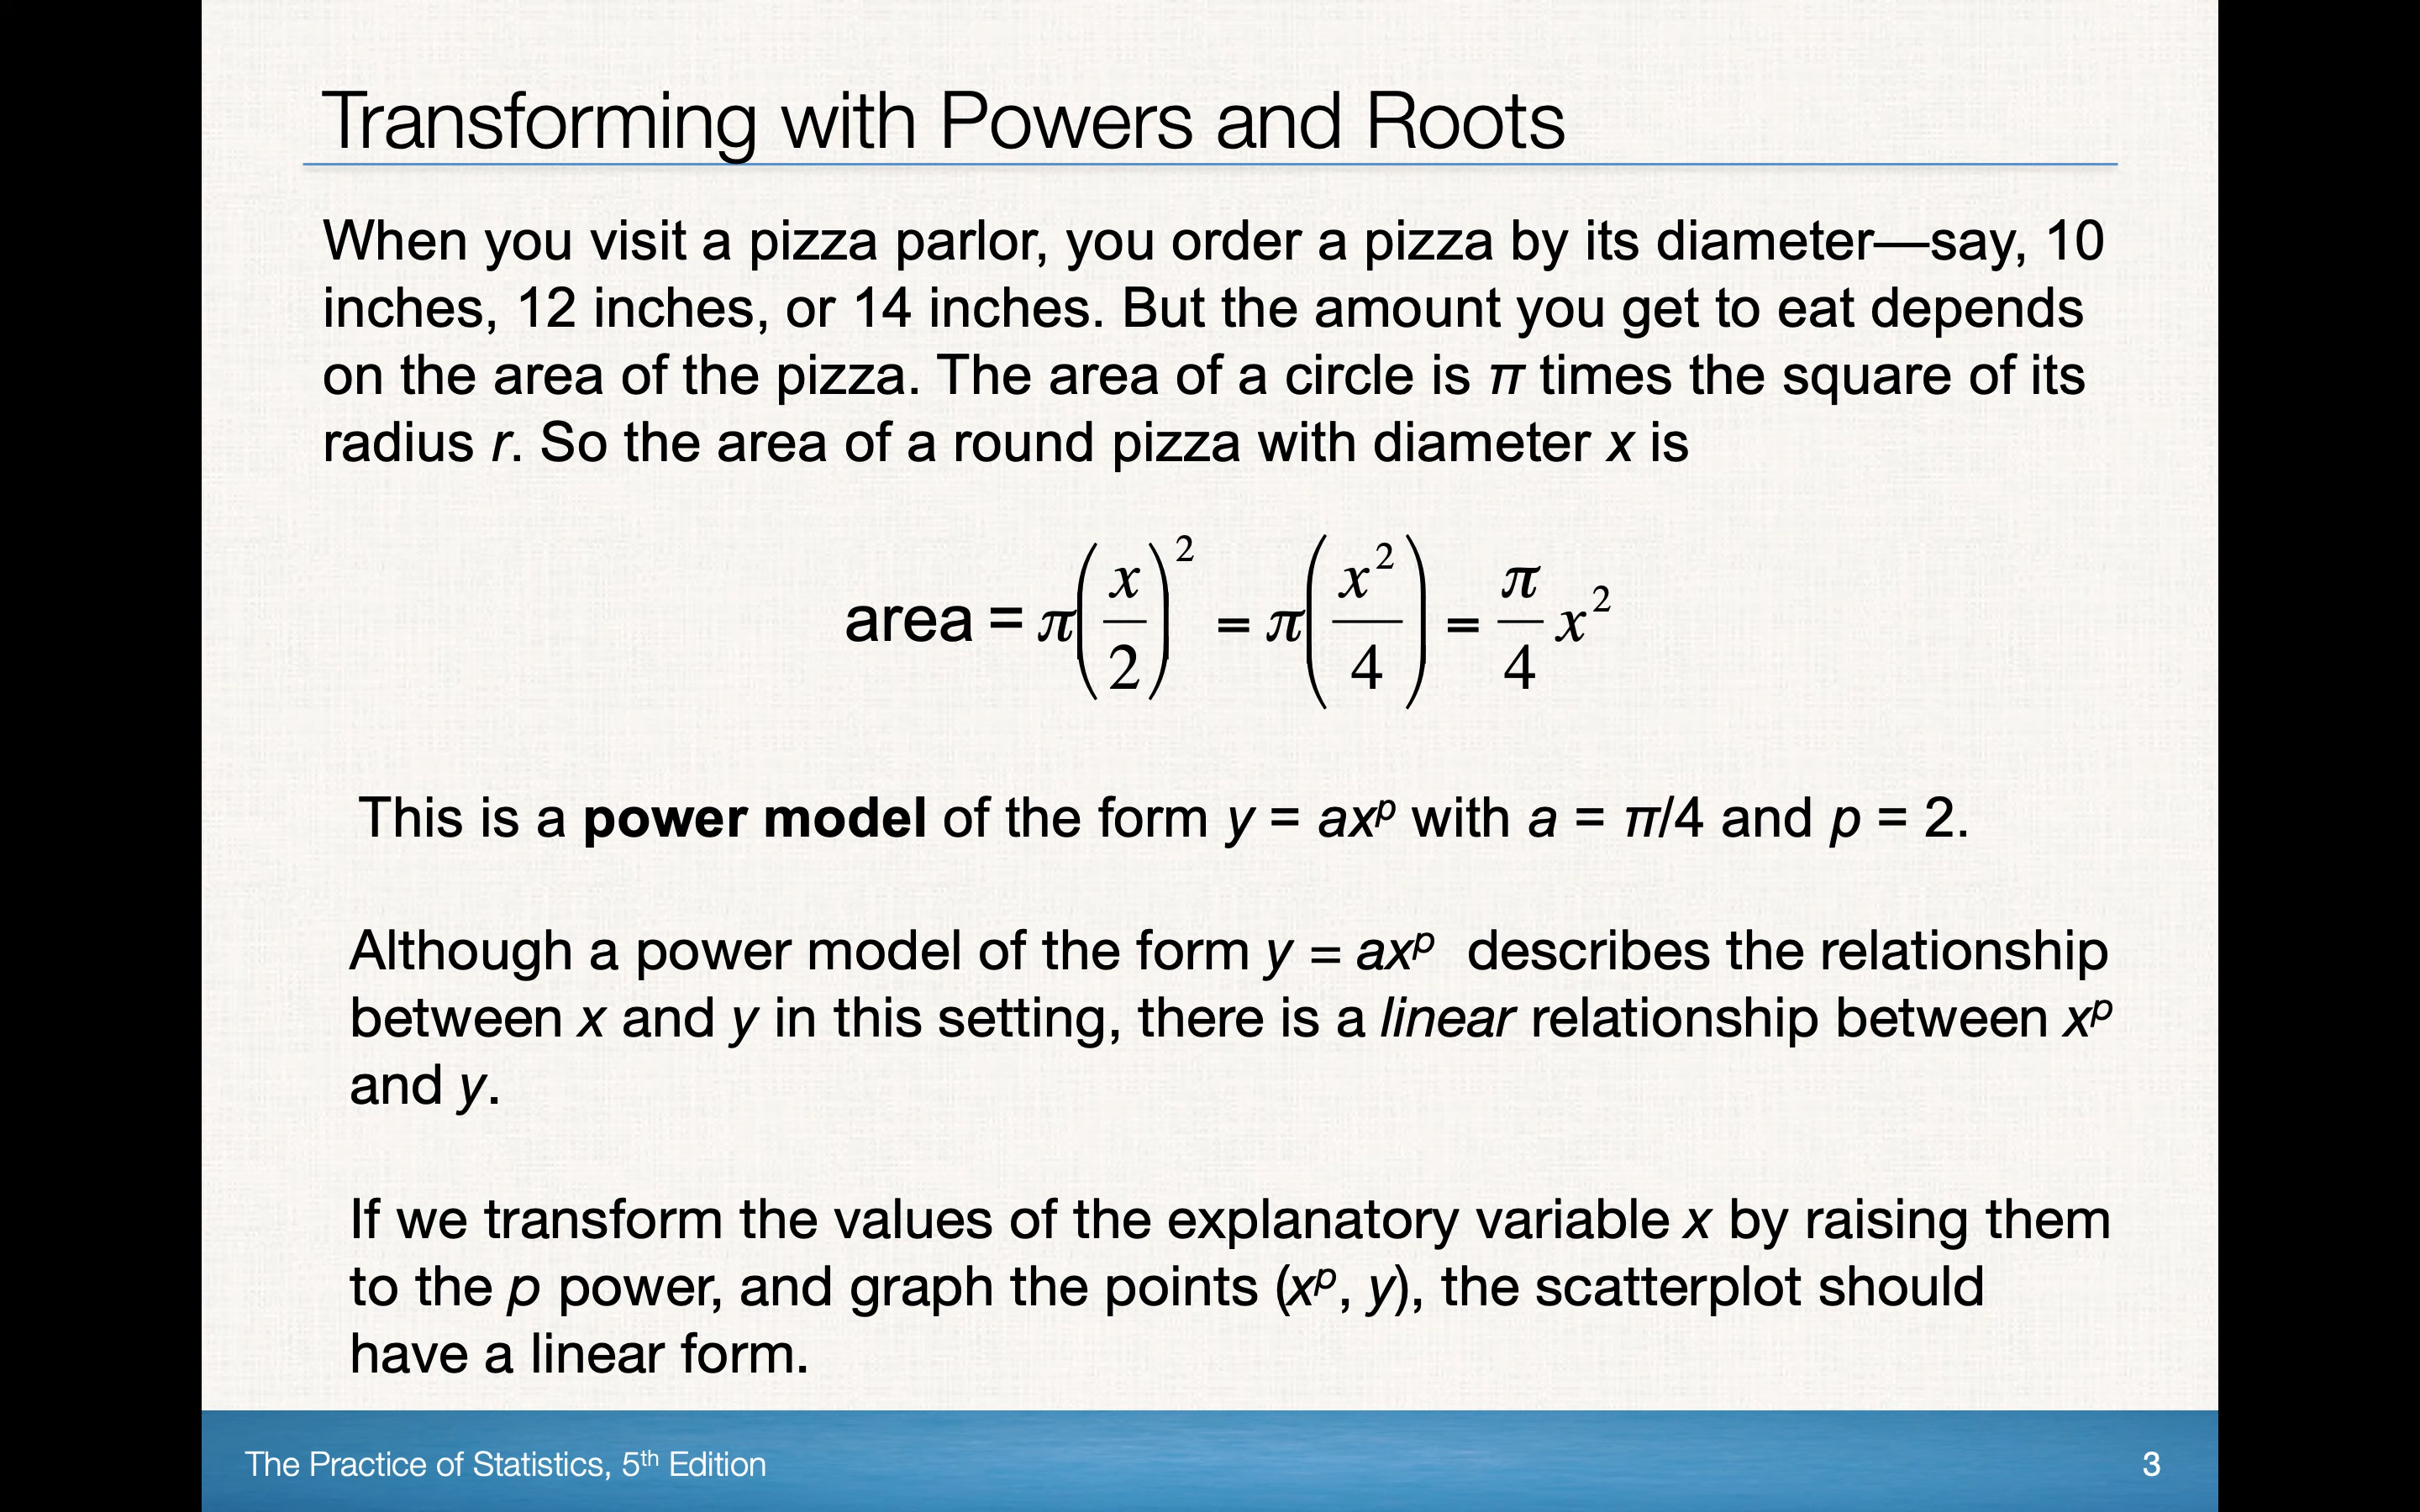 Transforming with Powers and Roots
When you visit a pizza parlor, you order a pizza by its diameter—say, 10
inches, 12 inches, or 14 inches. But the amount you get to eat depends
on the area of the pizza. The area of a circle is π times the square of its
radius r. So the area of a round pizza with diameter x is
area = π(x/2)² = π(x²/4) = π/4 x²
This is a power model of the form y = axᵖ with a = π/4 and p = 2.
Although a power model of the form y = axᵖ describes the relationship
between x and y in this setting, there is a linear relationship between xᵖ
and y.
If we transform the values of the explanatory variable x by raising them
to the p power, and graph the points (xᵖ, y), the scatterplot should
have a linear form.
The Practice of Statistics, 5th Edition
3